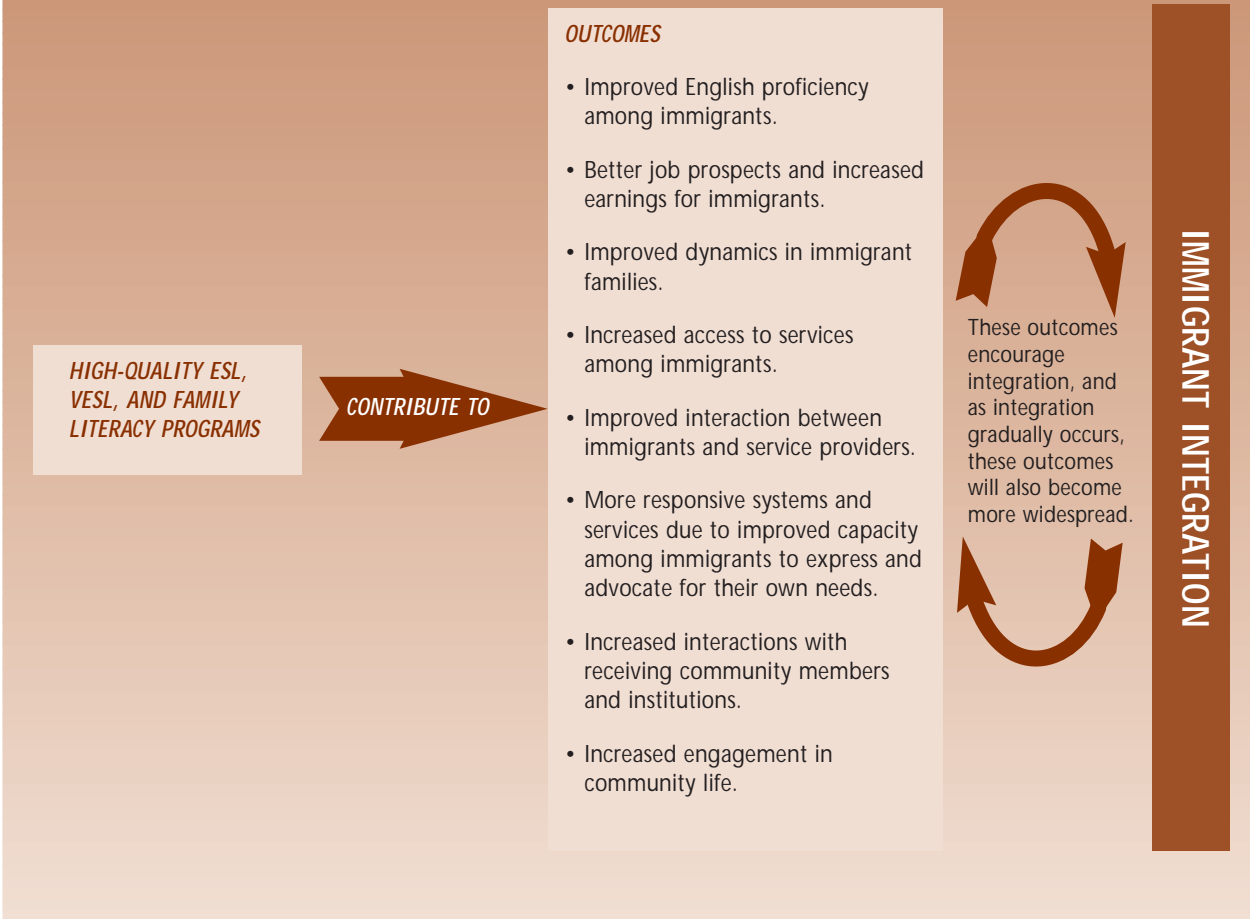 HIGH-QUALITY ESL,
VESL, AND FAMILY
LITERACY PROGRAMS
CONTRIBUTE TO
OUTCOMES
• Improved English proficiency
among immigrants.
• Better job prospects and increased
earnings for immigrants.
• Improved dynamics in immigrant
families.
• Increased access to services
among immigrants.
• Improved interaction between
immigrants and service providers.
• More responsive systems and
services due to improved capacity
among immigrants to express and
advocate for their own needs.
• Increased interactions with
receiving community members
and institutions.
• Increased engagement in
community life.
These outcomes
encourage
integration, and
as integration
gradually occurs,
these outcomes
will also become
more widespread.
IMMIGRANT INTEGRATION